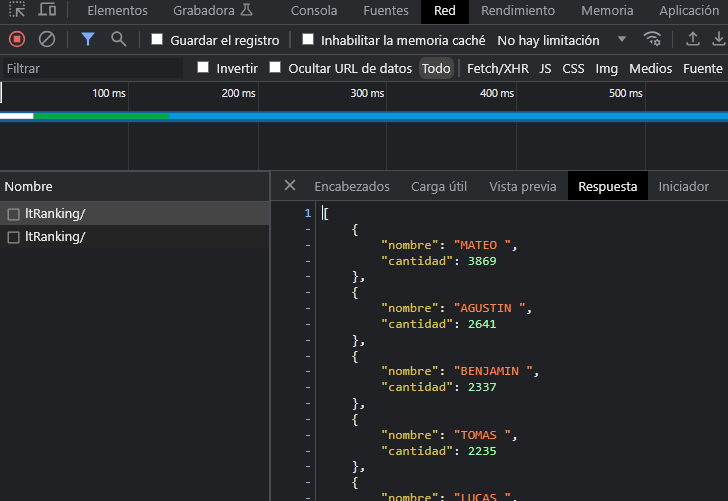 Elementos Grabadora Consola Fuentes Red Rendimiento Memoria Aplicación
Guardar el registro Inhabilitar la memoria caché No hay limitación
Filtrar Invertir Ocultar URL de datos Todo Fetch/XHR JS CSS Img Medios Fuente
100 ms 200 ms 300 ms 400 ms 500 ms
Nombre Encabezados Carga útil Vista previa Respuesta Iniciador
ltRanking/
ltRanking/
1 [
- {
- "nombre": "MATEO ",
- "cantidad": 3869
- },
- {
- "nombre": "AGUSTIN ",
- "cantidad": 2641
- },
- {
- "nombre": "BENJAMIN ",
- "cantidad": 2337
- },
- {
- "nombre": "TOMAS ",
- "cantidad": 2235
- },
- {
- "nombre": "LUCAS ",